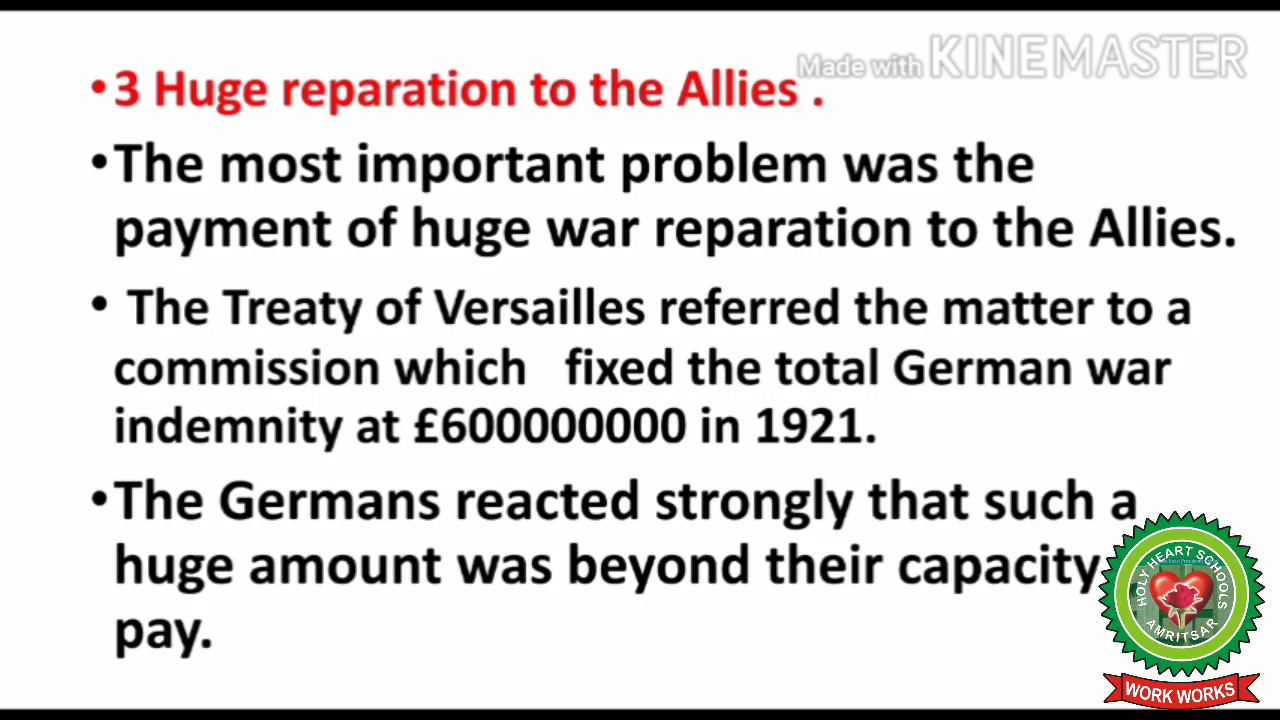 Made with KINEMASTER
• 3 Huge reparation to the Allies .
• The most important problem was the
payment of huge war reparation to the Allies.
• The Treaty of Versailles referred the matter to a
commission which fixed the total German war
indemnity at £600000000 in 1921.
• The Germans reacted strongly that such a
huge amount was beyond their capacity
pay.
HOLY HEART SCHOOLS
AMRITSAR
WORK WORKS